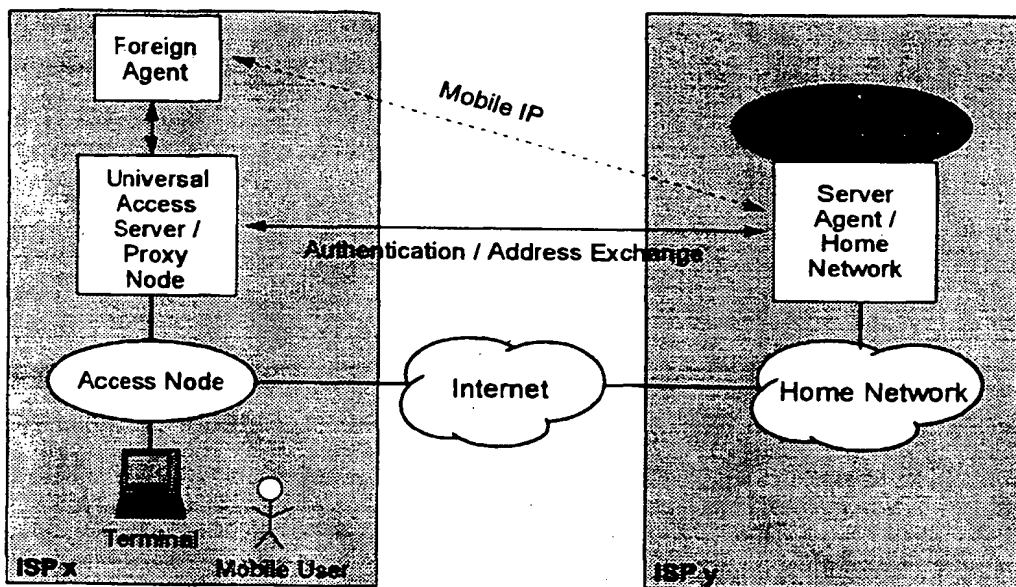 Foreign
Agent
Mobile IP
Universal
Access
Server /
Proxy
Node
Server
Agent /
Home
Network
Authentication / Address Exchange
Access Node
Internet
Home Network
Terminal
ISP x
Mobile User
ISP y